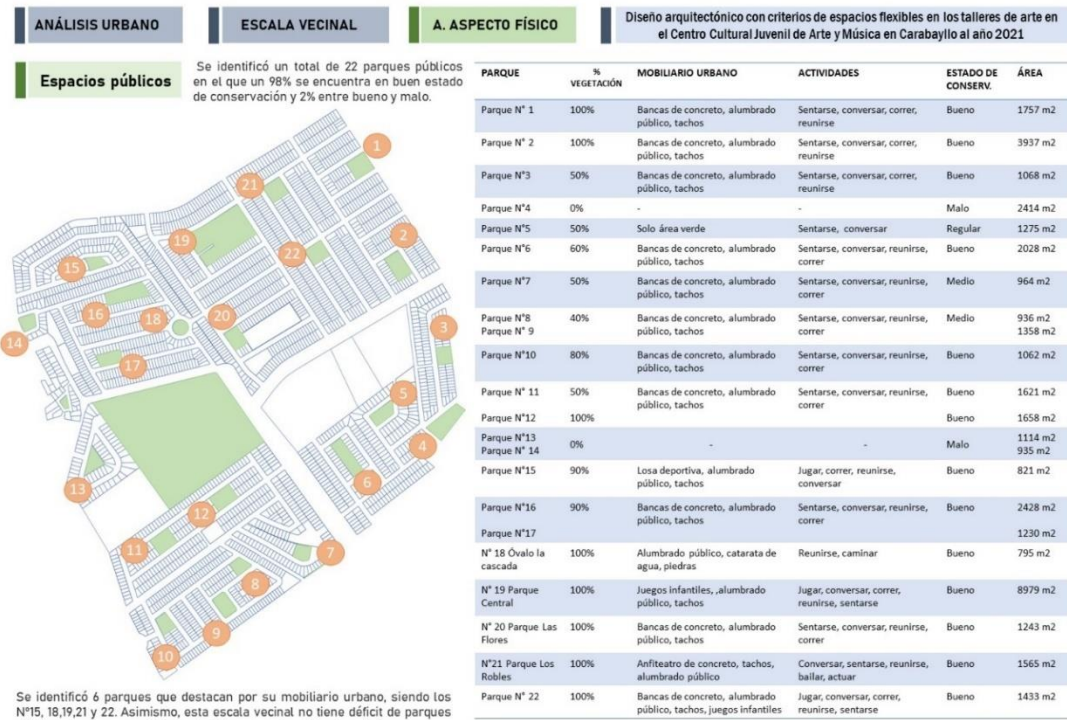 ANÁLISIS URBANO
ESCALA VECINAL
A. ASPECTO FÍSICO
Diseño arquitectónico con criterios de espacios flexibles en los talleres de arte en
el Centro Cultural Juvenil de Arte y Música en Carabayllo al año 2021
Espacios públicos
Se identificó un total de 22 parques públicos
en el que un 98% se encuentra en buen estado
de conservación y 2% entre bueno y malo.
1
21
2
19
22
15
16
18
20
3
14
17
5
4
13
6
12
11
7
8
9
10
Se identificó 6 parques que destacan por su mobiliario urbano, siendo los
N°15, 18,19,21 y 22. Asimismo, esta escala vecinal no tiene déficit de parques
PARQUE % VEGETACIÓN MOBILIARIO URBANO ACTIVIDADES ESTADO DE CONSERV. ÁREA
Parque N° 1 100% Bancas de concreto, alumbrado Sentarse, conversar, correr, Bueno 1757 m2
público, tachos reunirse
Parque N° 2 100% Bancas de concreto, alumbrado Sentarse, conversar, correr, Bueno 3937 m2
público, tachos reunirse
Parque N°3 50% Bancas de concreto, alumbrado Sentarse, conversar, correr, Bueno 1068 m2
público, tachos reunirse
Parque N°4 0% - - Malo 2414 m2
Parque N°5 50% Solo área verde Sentarse, conversar Regular 1275 m2
Parque N°6 60% Bancas de concreto, alumbrado Sentarse, conversar, reunirse, Bueno 2028 m2
público, tachos correr
Parque N°7 50% Bancas de concreto, alumbrado Sentarse, conversar, reunirse, Medio 964 m2
público, tachos correr
Parque N°8 40% Bancas de concreto, alumbrado Sentarse, conversar, reunirse, Medio 936 m2
Parque N° 9 público, tachos correr 1358 m2
Parque N°10 80% Bancas de concreto, alumbrado Sentarse, conversar, reunirse, Bueno 1062 m2
público, tachos correr
Parque N° 11 50% Bancas de concreto, alumbrado Sentarse, conversar, reunirse, Bueno 1621 m2
público, tachos correr
Parque N°12 100% Bueno 1658 m2
Parque N°13 1114 m2
0% - - Malo
Parque N° 14 935 m2
Parque N°15 90% Losa deportiva, alumbrado Jugar, correr, reunirse, Bueno 821 m2
público, tachos conversar
Parque N°16 90% Bancas de concreto, alumbrado Sentarse, conversar, reunirse, Bueno 2428 m2
público, tachos correr
Parque N°17 1230 m2
N° 18 Óvalo la 100% Alumbrado público, catarata de Reunirse, caminar Bueno 795 m2
cascada agua, piedras
N° 19 Parque 100% Juegos infantiles, ,alumbrado Jugar, conversar, correr, Bueno 8979 m2
Central público, tachos reunirse, sentarse
N° 20 Parque Las 100% Bancas de concreto, alumbrado Sentarse, conversar, reunirse, Bueno 1243 m2
Flores público, tachos correr
N°21 Parque Los 100% Anfiteatro de concreto, tachos, Conversar, sentarse, reunirse, Bueno 1565 m2
Robles alumbrado público bailar, actuar
Parque N° 22 100% Bancas de concreto, alumbrado Jugar, conversar, correr, Bueno 1433 m2
público, tachos, juegos infantiles reunirse, sentarse